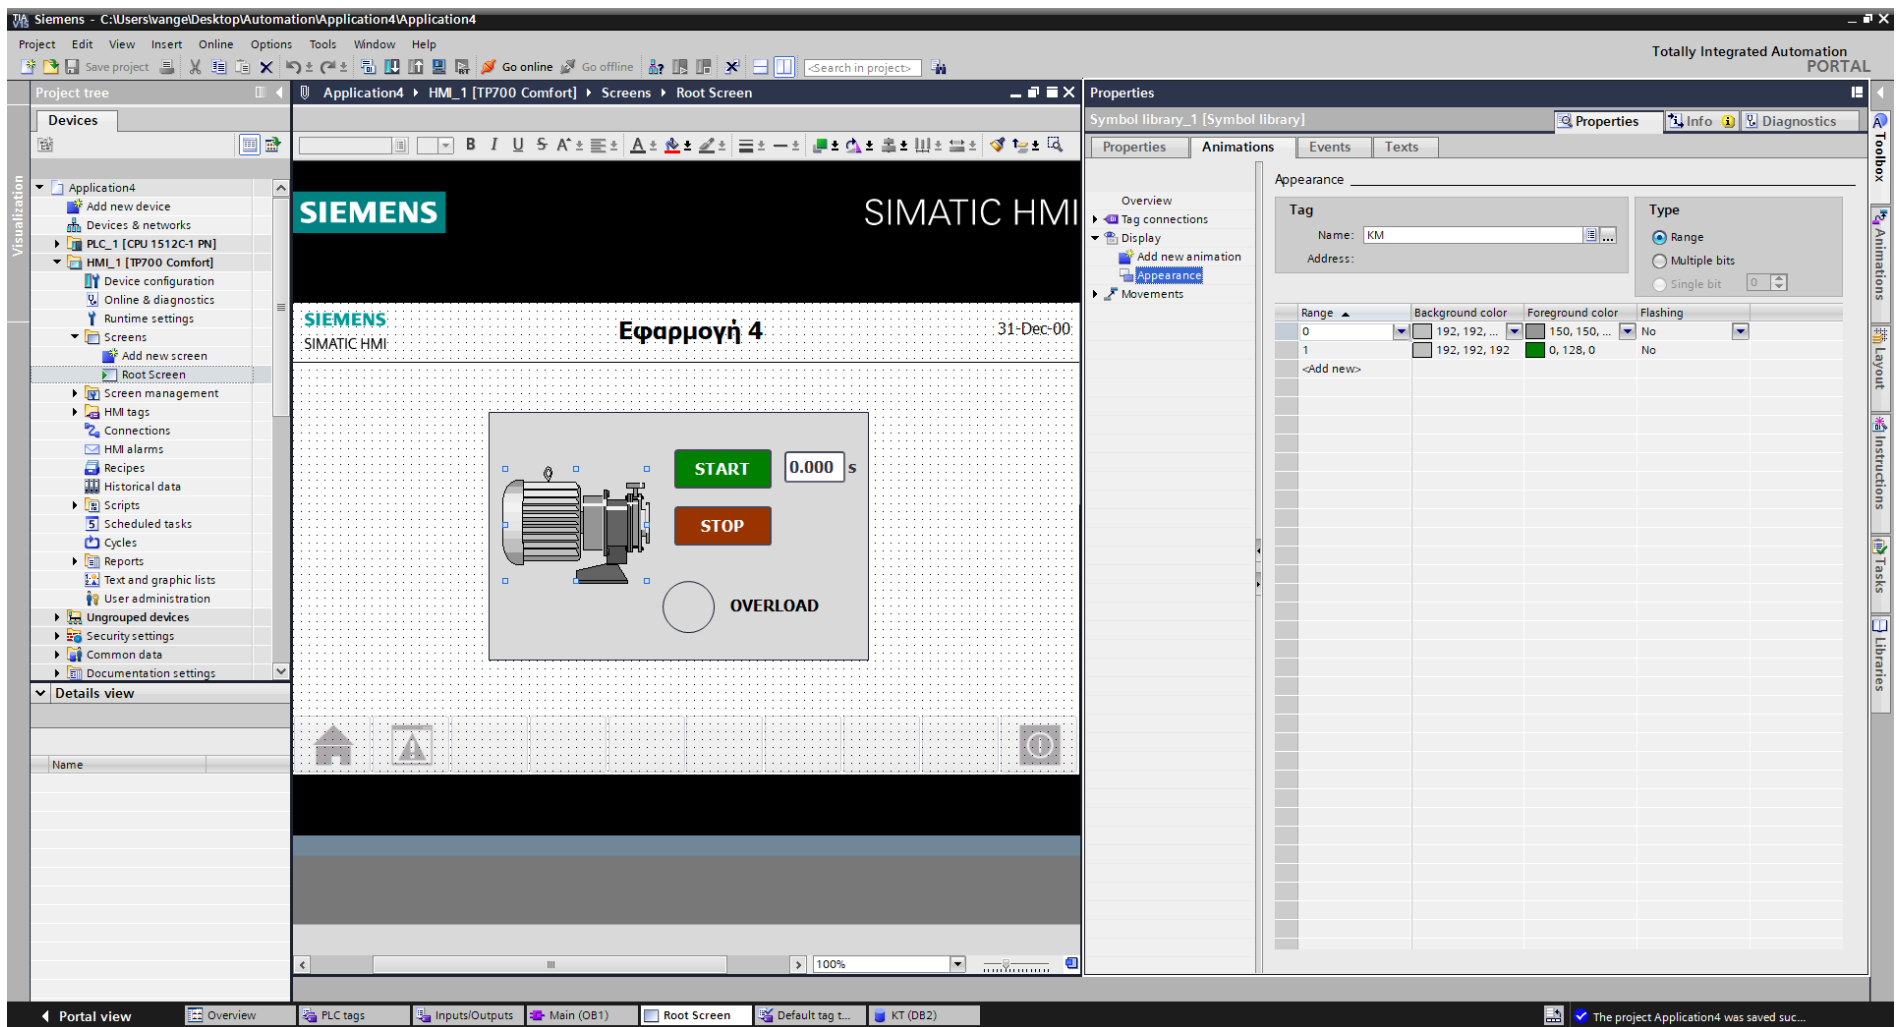 Siemens - C:\Users\vange\Desktop\Automation\Application4\Application4
Project Edit View Insert Online Options Tools Window Help
Totally Integrated Automation
PORTAL
Save project
Go online
Go offline
<Search in project>
Project tree
Devices
Visualization
Application4
Add new device
Devices & networks
PLC_1 [CPU 1512C-1 PN]
HMI_1 [TP700 Comfort]
Device configuration
Online & diagnostics
Runtime settings
Screens
Add new screen
Root Screen
Screen management
HMI tags
Connections
HMI alarms
Recipes
Historical data
Scripts
Scheduled tasks
Cycles
Reports
Text and graphic lists
User administration
Ungrouped devices
Security settings
Common data
Documentation settings
Details view
Name
Application4 HMI_1 [TP700 Comfort] Screens Root Screen
B I U S A
SIEMENS
SIMATIC HMI
SIEMENS
SIMATIC HMI
Εφαρμογή 4
31-Dec-00
START
0.000 s
STOP
OVERLOAD
100%
Properties
Symbol library_1 [Symbol library]
Properties Info Diagnostics
Properties Animations Events Texts
Overview
Tag connections
Display
Add new animation
Appearance
Movements
Appearance
Tag
Name: KM
Address:
Type
Range
Multiple bits
Single bit 0
Range Background color Foreground color Flashing
0 192, 192, ... 150, 150, ... No
1 192, 192, 192 0, 128, 0 No
<Add new>
Toolbox
Animations
Layout
Instructions
Tasks
Libraries
Portal view
Overview
PLC tags
Inputs/Outputs
Main (OB1)
Root Screen
Default tag t...
KT (DB2)
The project Application4 was saved suc...